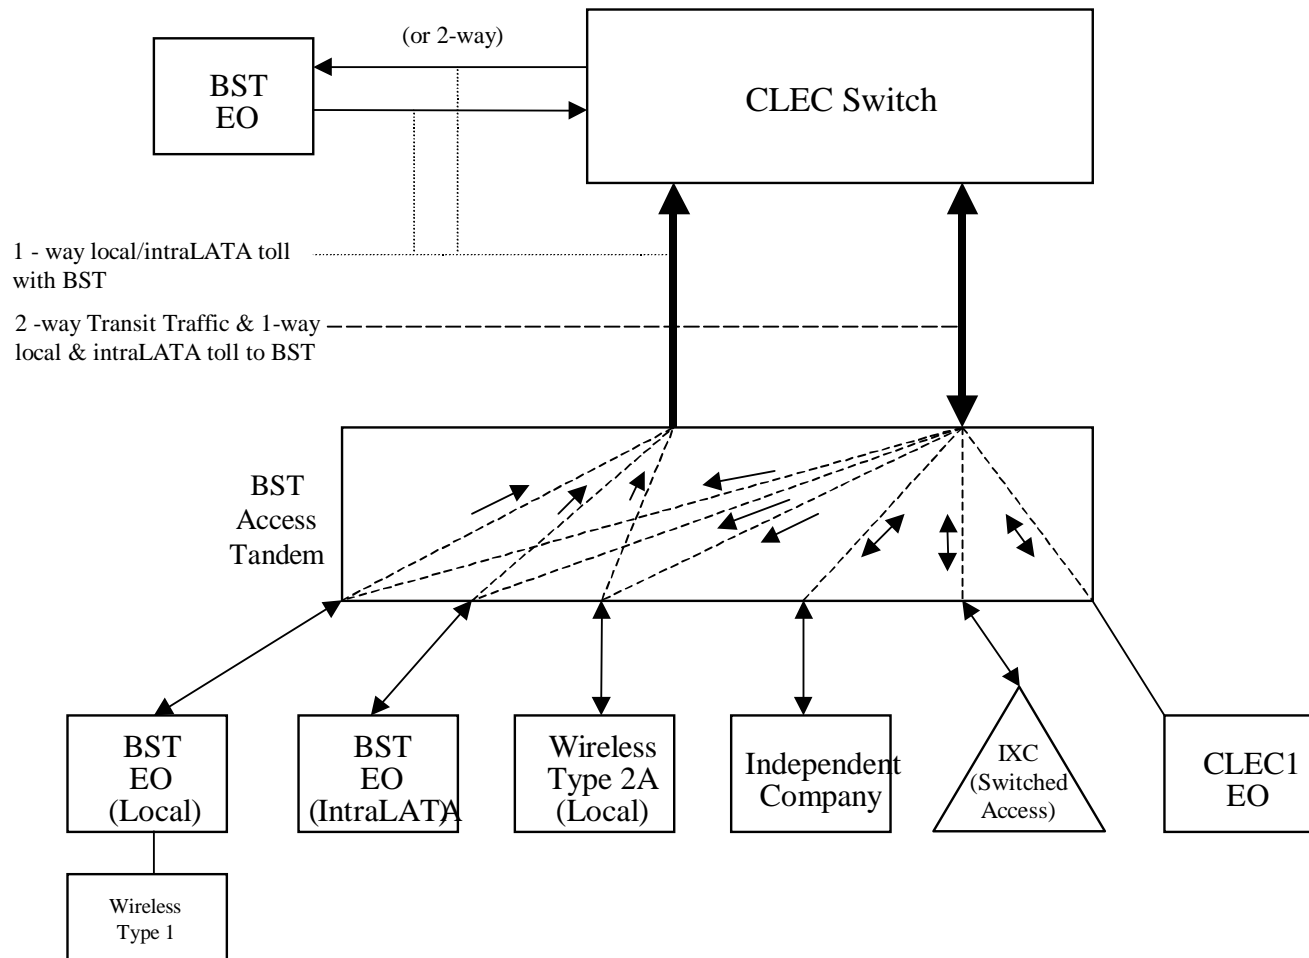 (or 2-way)
BST
EO
CLEC Switch
1 - way local/intraLATA toll
with BST
2 -way Transit Traffic & 1-way
local & intraLATA toll to BST
BST
Access
Tandem
BST
EO
(Local)
BST
EO
(IntraLATA)
Wireless
Type 2A
(Local)
Independent
Company
IXC
(Switched
Access)
CLEC1
EO
Wireless
Type 1